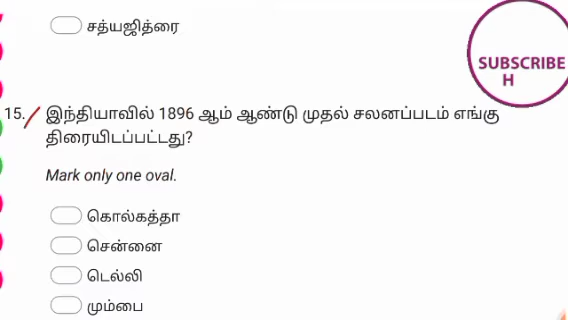 சத்யஜித்ரை
SUBSCRIBE
H
15. இந்தியாவில் 1896 ஆம் ஆண்டு முதல் சலனப்படம் எங்கு
திரையிடப்பட்டது?
Mark only one oval.
கொல்கத்தா
சென்னை
டெல்லி
மும்பை